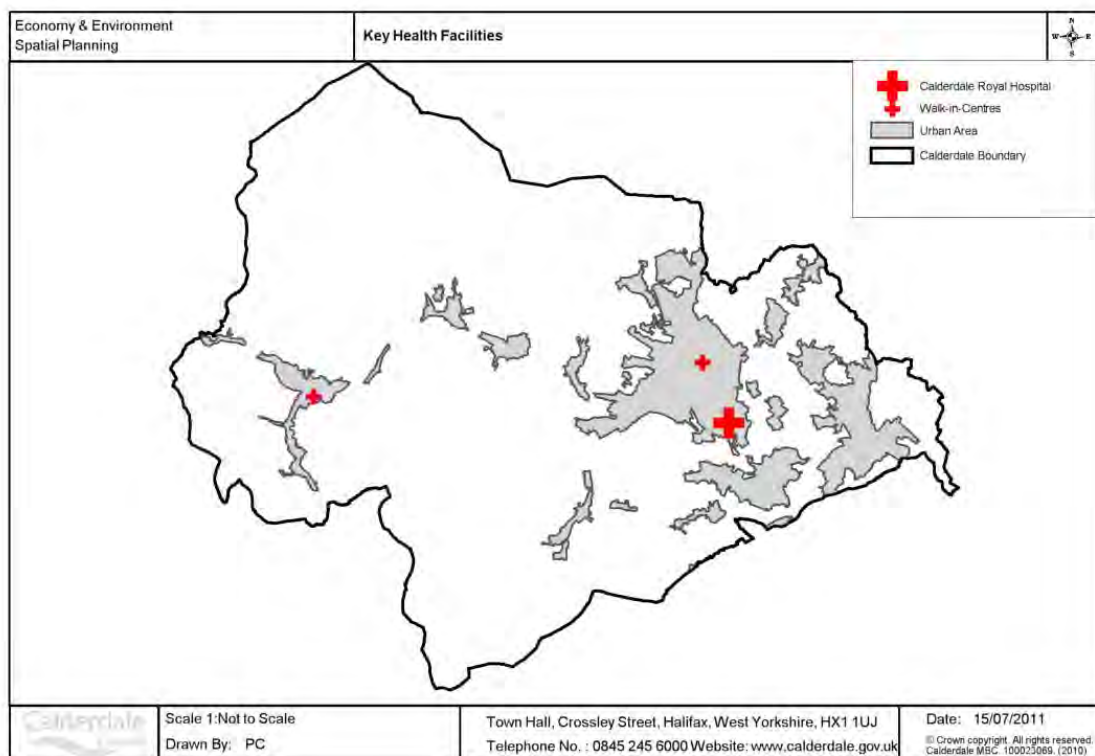 Economy & Environment
Spatial Planning
Key Health Facilities
N
W E
S
Calderdale Royal Hospital
Walk-in-Centres
Urban Area
Calderdale Boundary
Calderdale
Scale 1:Not to Scale
Drawn By: PC
Town Hall, Crossley Street, Halifax, West Yorkshire, HX1 1UJ
Telephone No. : 0845 245 6000 Website: www.calderdale.gov.uk
Date: 15/07/2011
© Crown copyright. All rights reserved.
Calderdale MBC. 100023069. (2010)